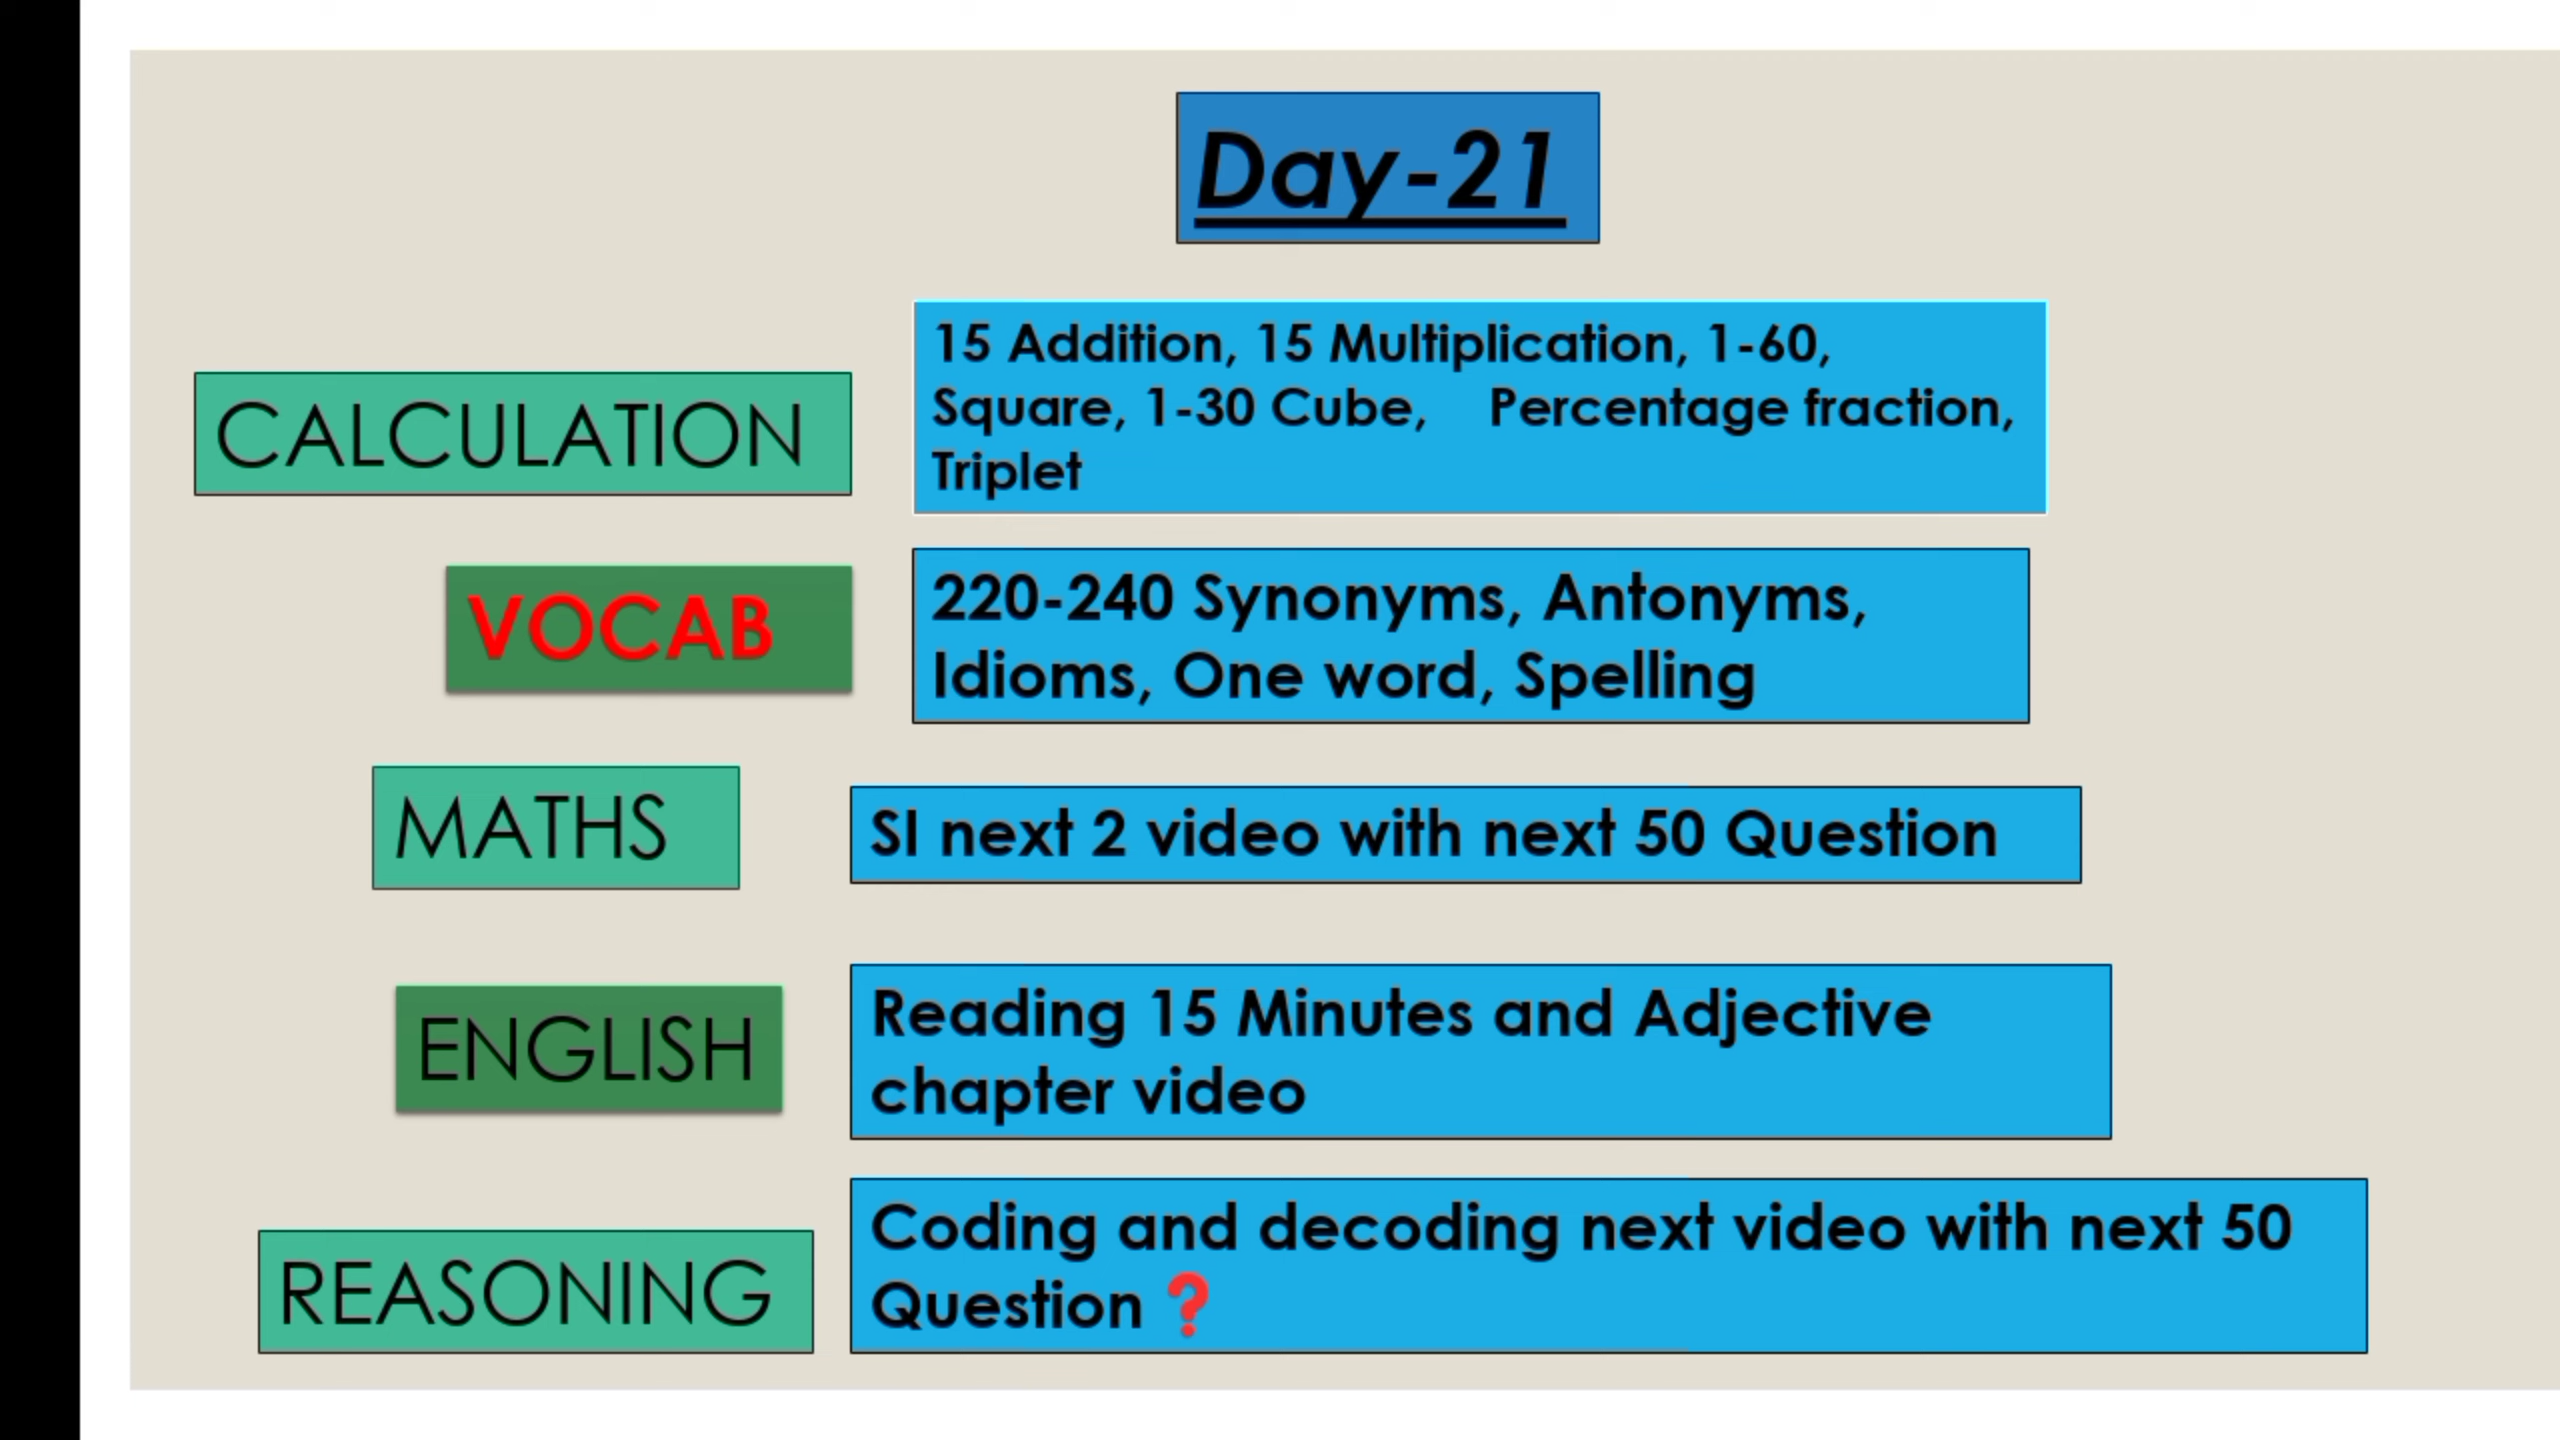 Day-21
CALCULATION
15 Addition, 15 Multiplication, 1-60,
Square, 1-30 Cube, Percentage fraction,
Triplet
VOCAB
220-240 Synonyms, Antonyms,
Idioms, One word, Spelling
MATHS
SI next 2 video with next 50 Question
ENGLISH
Reading 15 Minutes and Adjective
chapter video
REASONING
Coding and decoding next video with next 50
Question ❓